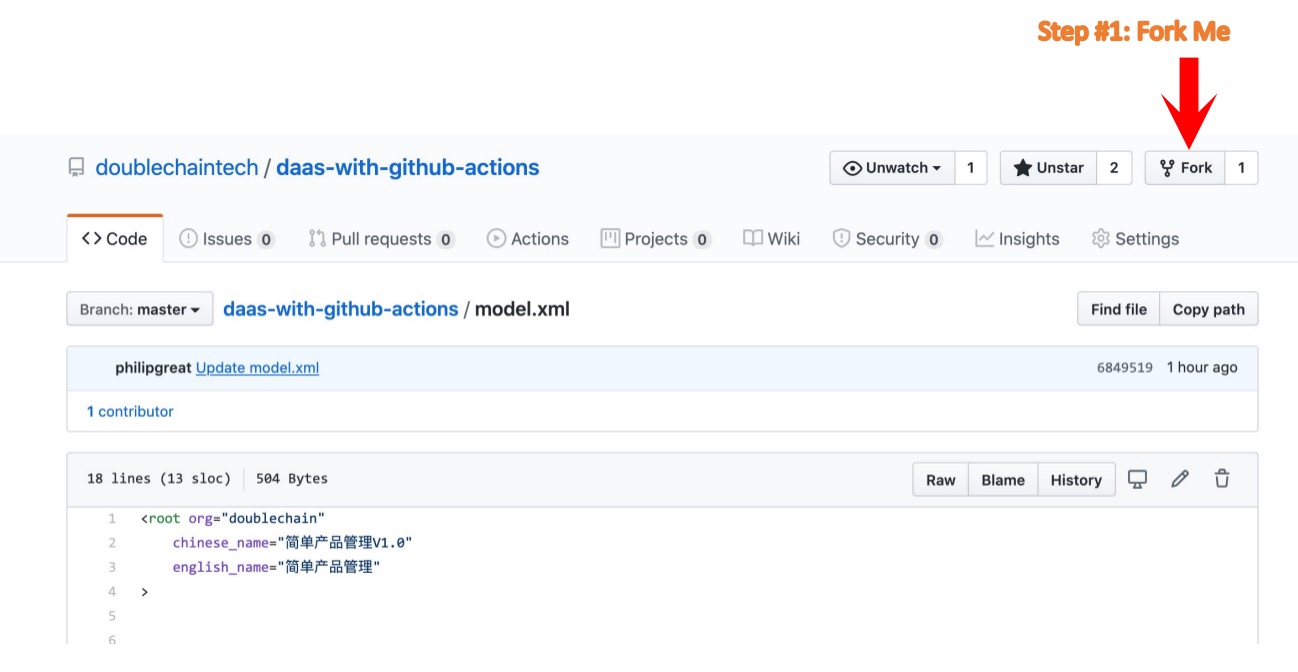 Step #1: Fork Me
doublechaintech / daas-with-github-actions
Unwatch 1 Unstar 2 Fork 1
Code Issues 0 Pull requests 0 Actions Projects 0 Wiki Security 0 Insights Settings
Branch: master daas-with-github-actions / model.xml Find file Copy path
philipgreat Update model.xml 6849519 1 hour ago
1 contributor
18 lines (13 sloc) 504 Bytes Raw Blame History
1 <root org="doublechain"
2 chinese_name="简单产品管理V1.0"
3 english_name="简单产品管理"
4 >
5
6